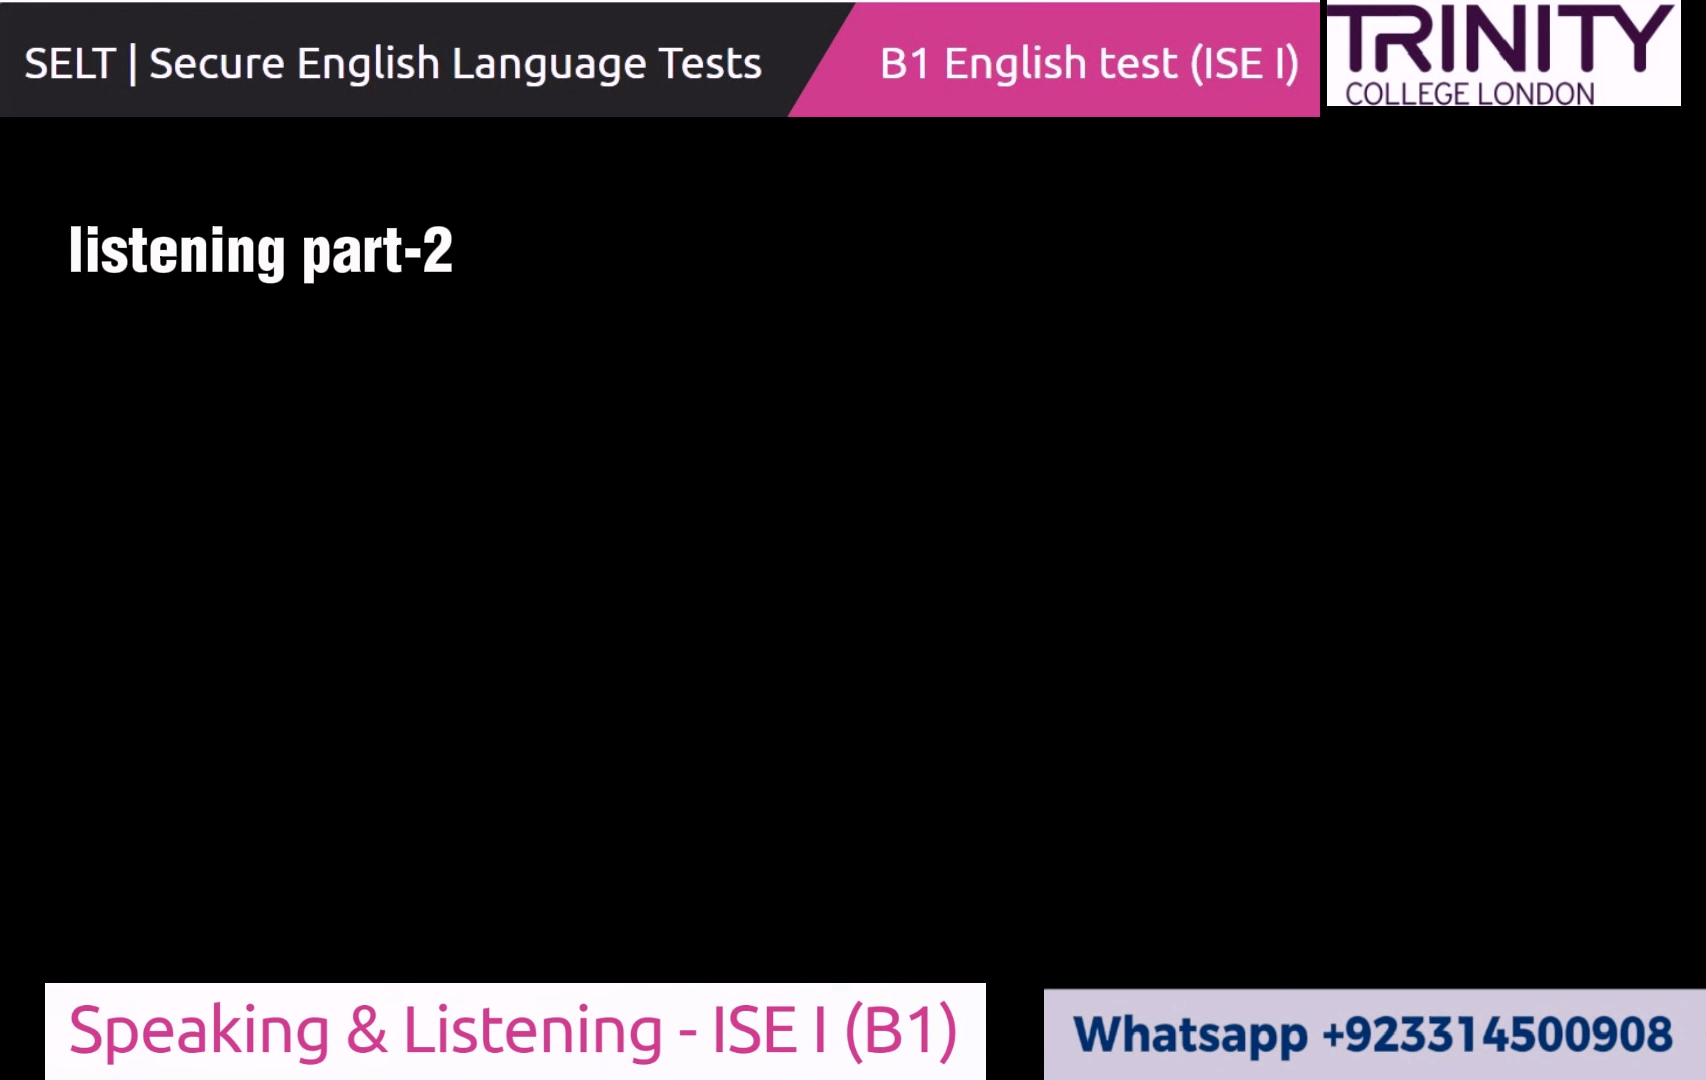 SELT | Secure English Language Tests
B1 English test (ISE I)
TRINITY
COLLEGE LONDON
listening part-2
Speaking & Listening - ISE I (B1)
Whatsapp +923314500908